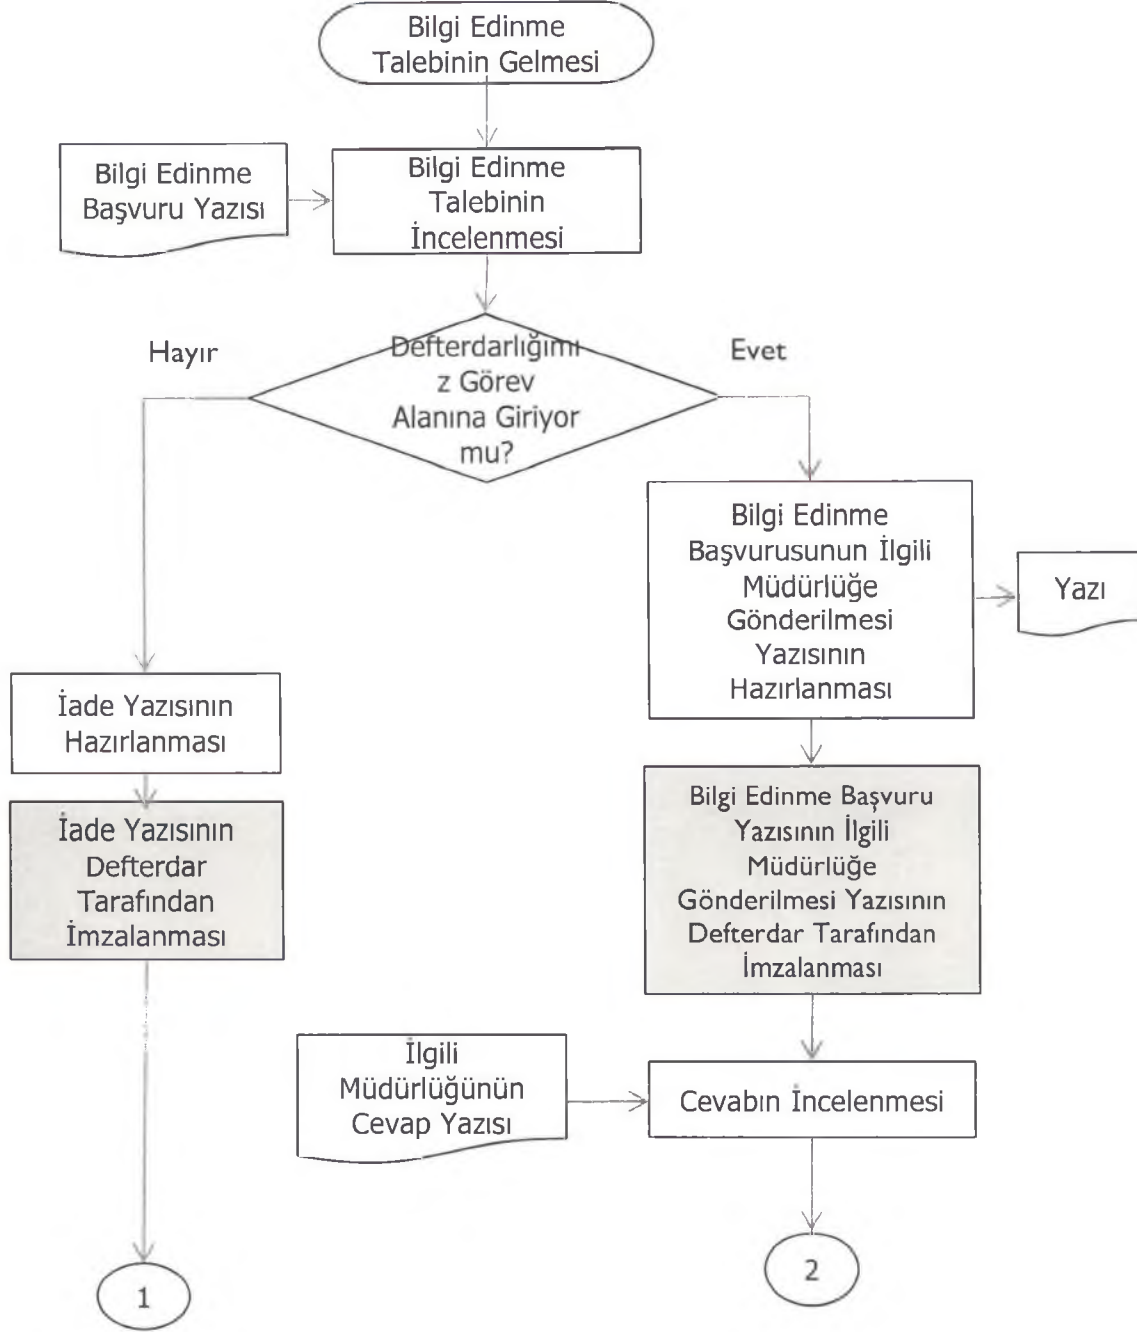 Bilgi Edinme
Talebinin Gelmesi
Bilgi Edinme
Başvuru Yazısı
Bilgi Edinme
Talebinin
İncelenmesi
Hayır
Defterdarlığımı
z Görev
Alanına Giriyor
mu?
Evet
Bilgi Edinme
Başvurusunun İlgili
Müdürlüğe
Gönderilmesi
Yazısının
Hazırlanması
Yazı
İade Yazısının
Hazırlanması
İade Yazısının
Defterdar
Tarafından
İmzalanması
Bilgi Edinme Başvuru
Yazısının İlgili
Müdürlüğe
Gönderilmesi Yazısının
Defterdar Tarafından
İmzalanması
İlgili
Müdürlüğünün
Cevap Yazısı
Cevabın İncelenmesi
1
2